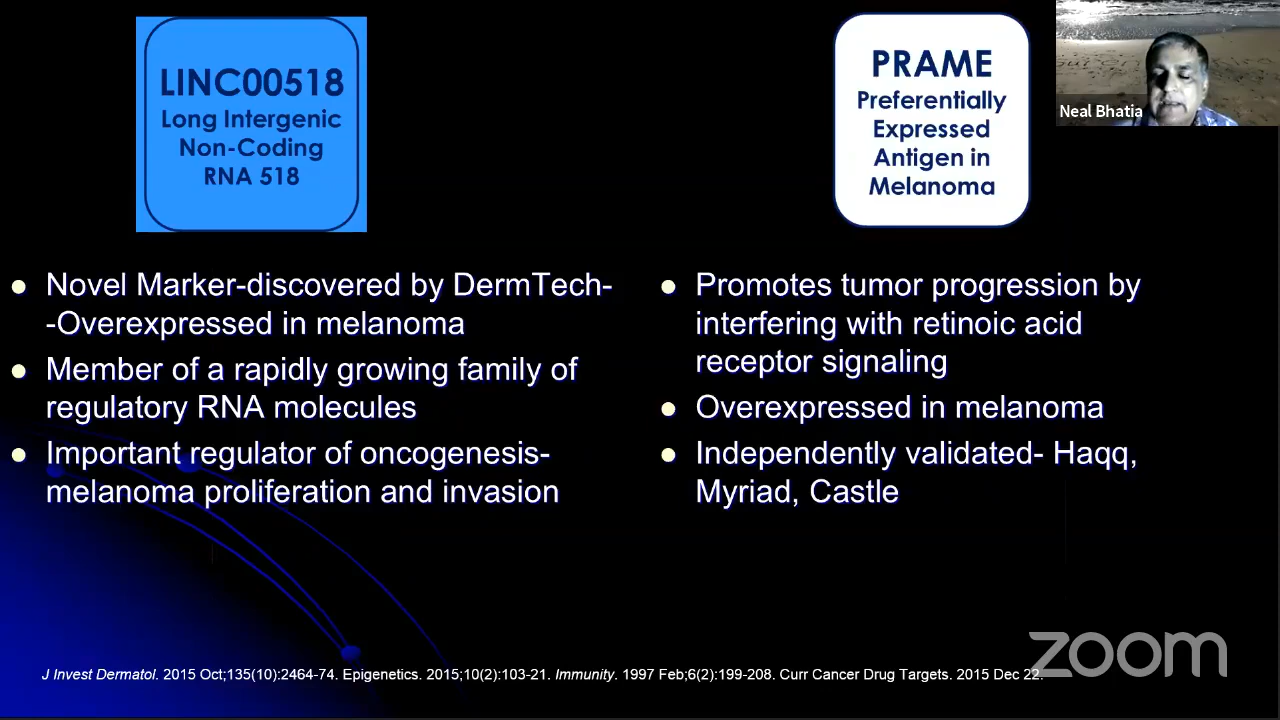 LINC00518
Long Intergenic
Non-Coding
RNA 518
PRAME
Preferentially
Expressed
Antigen in
Melanoma
Neal Bhatia
Novel Marker-discovered by DermTech-
-Overexpressed in melanoma
Member of a rapidly growing family of
regulatory RNA molecules
Important regulator of oncogenesis-
melanoma proliferation and invasion
Promotes tumor progression by
interfering with retinoic acid
receptor signaling
Overexpressed in melanoma
Independently validated- Haqq,
Myriad, Castle
J Invest Dermatol. 2015 Oct;135(10):2464-74. Epigenetics. 2015;10(2):103-21. Immunity. 1997 Feb;6(2):199-208. Curr Cancer Drug Targets. 2015 Dec 22.
zoom